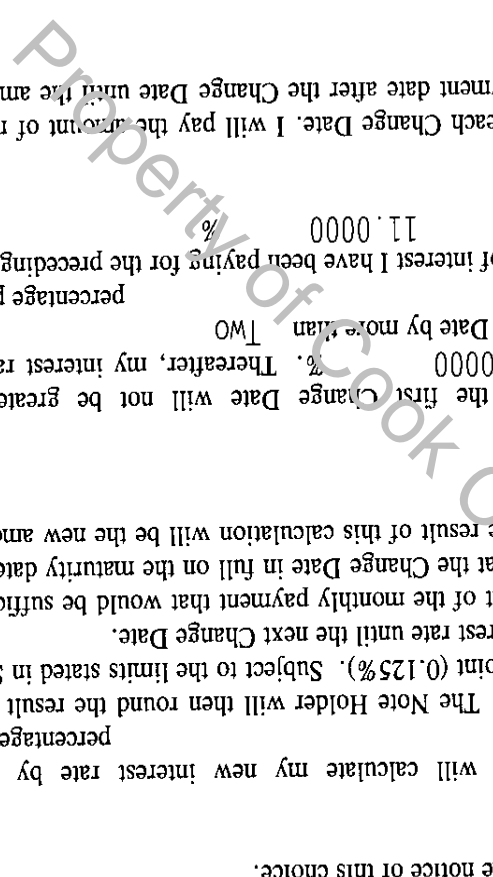 e notice of this choice.
will calculate my new interest rate by
percentage
The Note Holder will then round the result
oint (0.125%). Subject to the limits stated in
rest rate until the next Change Date.
t of the monthly payment that would be suffic
at the Change Date in full on the maturity date
e result of this calculation will be the new amo
the first Change Date will not be greate
0000 %. Thereafter, my interest ra
Date by more than TWO
percentage p
of interest I have been paying for the preceding
11.0000 %
each Change Date. I will pay the amount of
ment date after the Change Date until the am
Property of Cook C